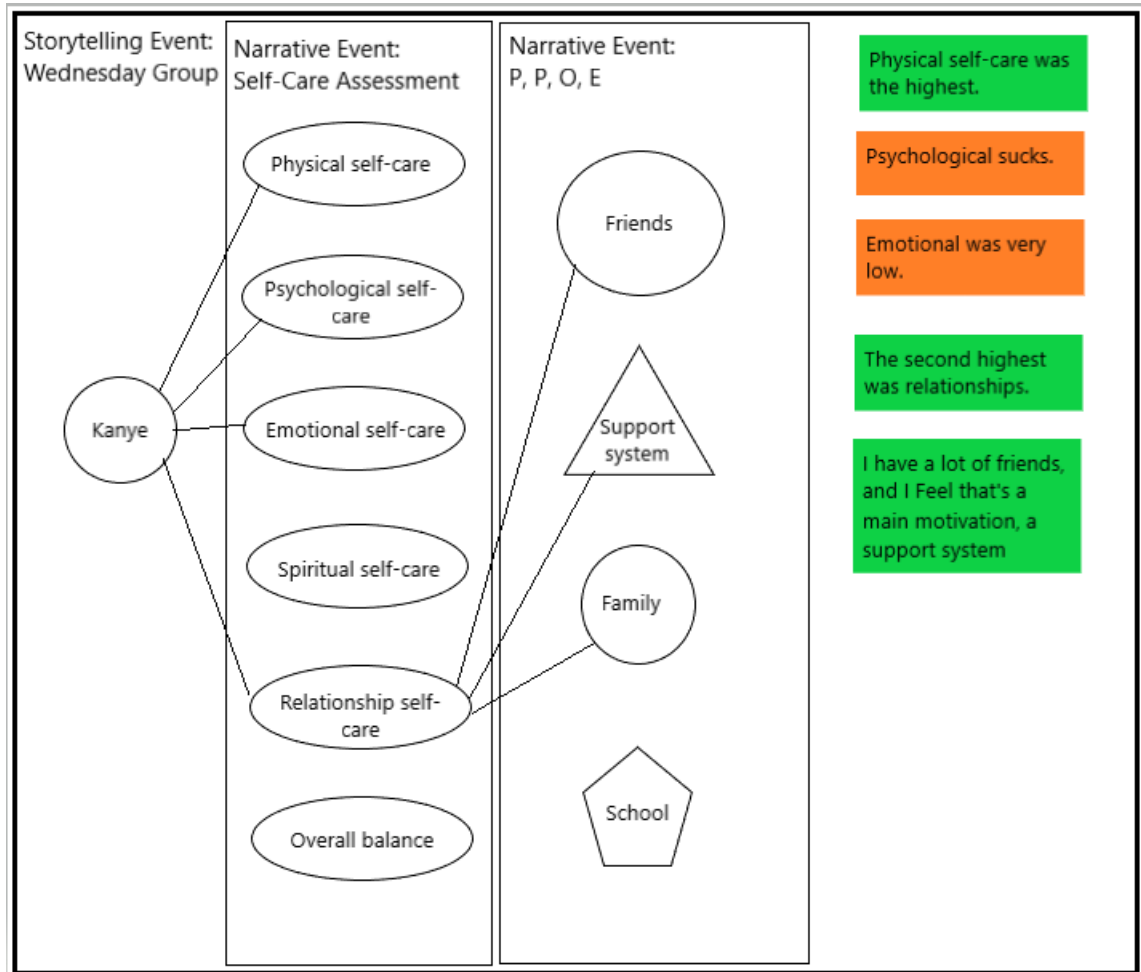 Storytelling Event:
Wednesday Group
Narrative Event:
Self-Care Assessment
Narrative Event:
P, P, O, E
Kanye
Physical self-care
Psychological self-
care
Emotional self-care
Spiritual self-care
Relationship self-
care
Overall balance
Friends
Support
system
Family
School
Physical self-care was
the highest.
Psychological sucks.
Emotional was very
low.
The second highest
was relationships.
I have a lot of friends,
and I Feel that's a
main motivation, a
support system